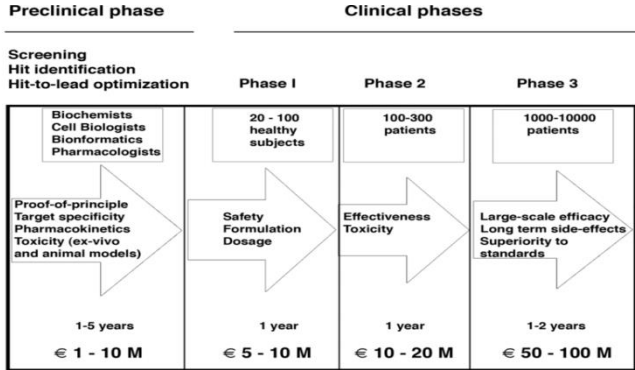 Preclinical phase
Clinical phases
Screening
Hit identification
Hit-to-lead optimization
Phase I
Phase 2
Phase 3
Biochemists
Cell Biologists
Bionformatics
Pharmacologists
20 - 100
healthy
subjects
100-300
patients
1000-10000
patients
Proof-of-principle
Target specificity
Pharmacokinetics
Toxicity (ex-vivo
and animal models)
Safety
Formulation
Dosage
Effectiveness
Toxicity
Large-scale efficacy
Long term side-effects
Superiority to
standards
1-5 years
1 year
1 year
1-2 years
€ 1 - 10 M
€ 5 - 10 M
€ 10 - 20 M
€ 50 - 100 M